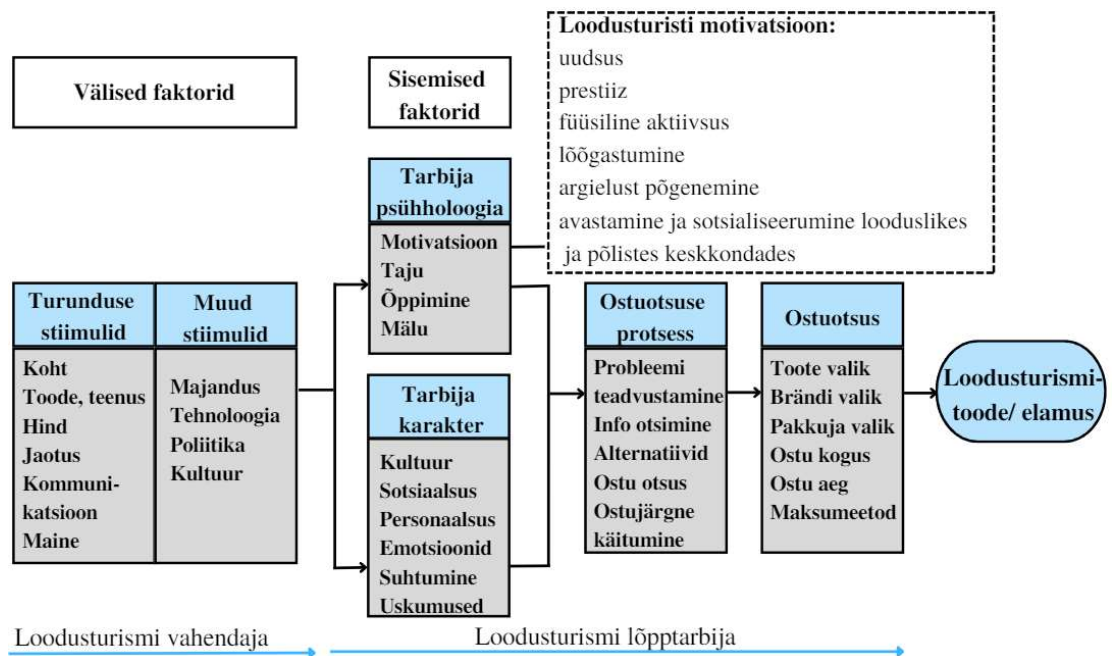 Loodusturisti motivatsioon:
uudsus
prestiiz
füüsiline aktiivsus
lõõgastumine
argielust põgenemine
avastamine ja sotsialiseerumine looduslikes
ja põlistes keskkondades
Välised faktorid
Sisemised
faktorid
Turunduse
stiimulid
Koht
Toode, teenus
Hind
Jaotus
Kommuni-
katsioon
Maine
Muud
stiimulid
Majandus
Tehnoloogia
Poliitika
Kultuur
Tarbija
psühholoogia
Motivatsioon
Taju
Õppimine
Mälu
Tarbija
karakter
Kultuur
Sotsiaalsus
Personaalsus
Emotsioonid
Suhtumine
Uskumused
Ostuotsuse
protsess
Probleemi
teadvustamine
Info otsimine
Alternatiivid
Ostu otsus
Ostujärgne
käitumine
Ostuotsus
Toote valik
Brändi valik
Pakkuja valik
Ostu kogus
Ostu aeg
Maksumeetod
Loodusturismi-
toode/ elamus
Loodusturismi vahendaja
Loodusturismi lõpptarbija